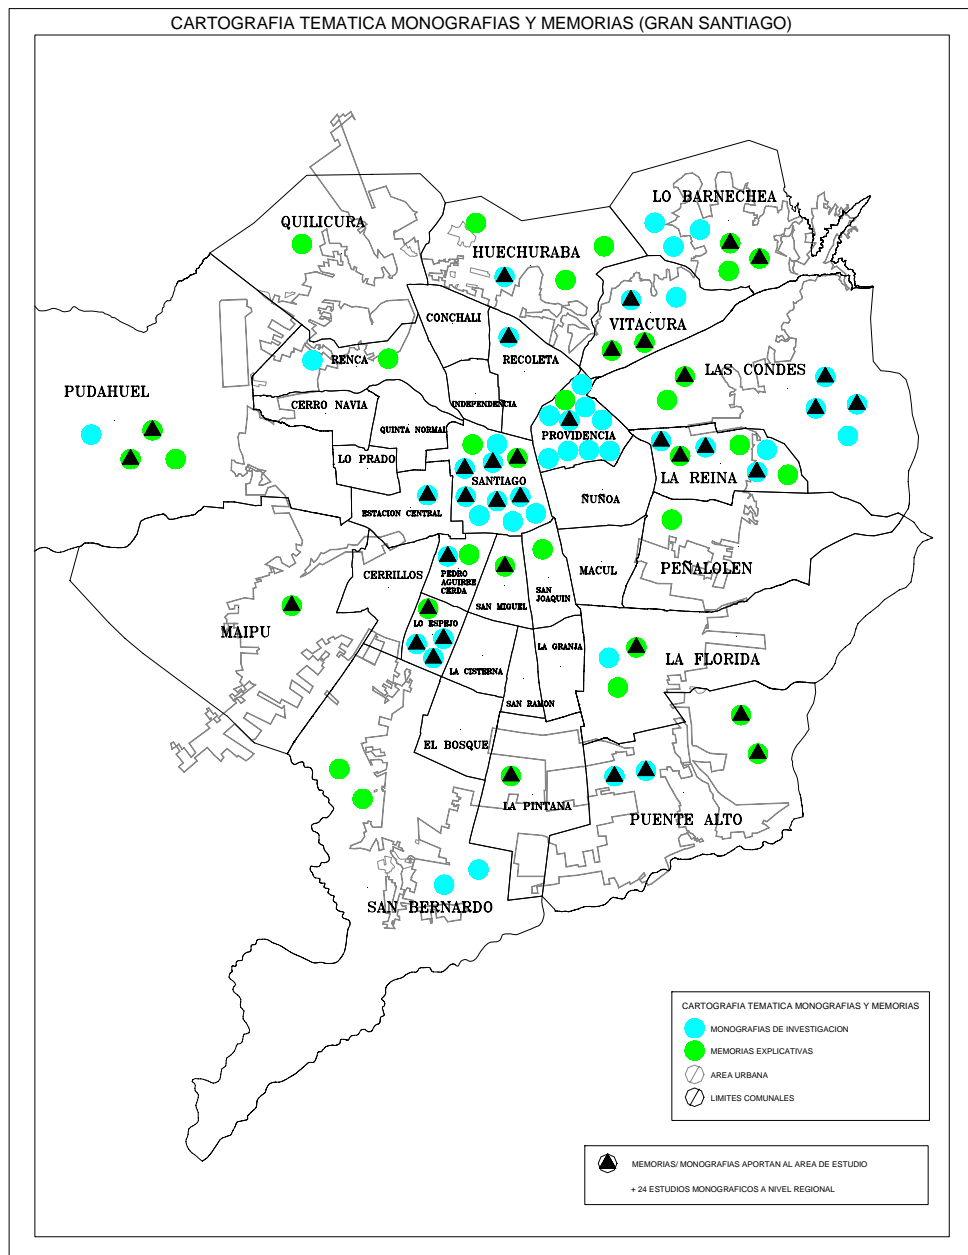 CARTOGRAFIA TEMATICA MONOGRAFIAS Y MEMORIAS (GRAN SANTIAGO)
LO BARNECHEA
QUILICURA
HUECHURABA
CONCHALI
VITACURA
RENCA
RECOLETA
LAS CONDES
PUDAHUEL
CERRO NAVIA
INDEPENDENCIA
QUINTA NORMAL
PROVIDENCIA
LO PRADO
SANTIAGO
LA REINA
ÑUÑOA
ESTACION CENTRAL
PEÑALOLEN
CERRILLOS
PEDRO
AGUIRRE
CERDA
MACUL
SAN
JOAQUIN
SAN MIGUEL
MAIPU
LO ESPEJO
LA GRANJA
LA FLORIDA
LA CISTERNA
SAN RAMON
EL BOSQUE
LA PINTANA
PUENTE ALTO
SAN BERNARDO
CARTOGRAFIA TEMATICA MONOGRAFIAS Y MEMORIAS
MONOGRAFIAS DE INVESTIGACION
MEMORIAS EXPLICATIVAS
AREA URBANA
LIMITES COMUNALES
MEMORIAS/ MONOGRAFIAS APORTAN AL AREA DE ESTUDIO
+ 24 ESTUDIOS MONOGRAFICOS A NIVEL REGIONAL